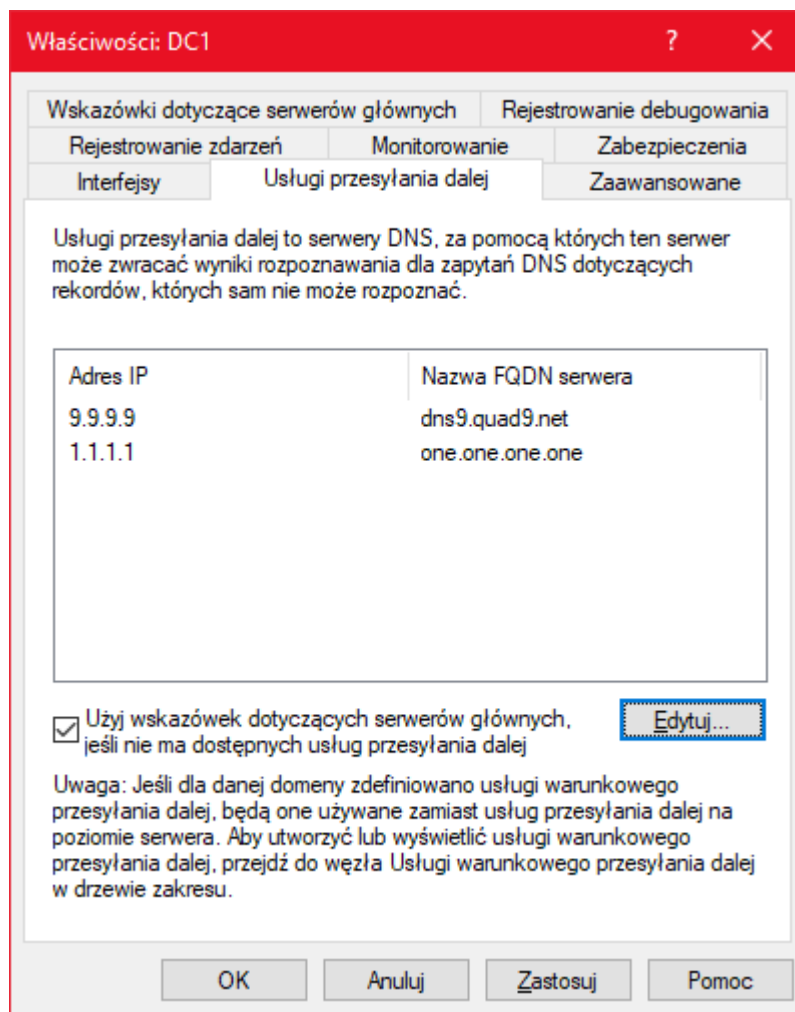 Właściwości: DC1
Wskazówki dotyczące serwerów głównych Rejestrowanie debugowania
Rejestrowanie zdarzeń Monitorowanie Zabezpieczenia
Interfejsy Usługi przesyłania dalej Zaawansowane
Usługi przesyłania dalej to serwery DNS, za pomocą których ten serwer
może zwracać wyniki rozpoznawania dla zapytań DNS dotyczących
rekordów, których sam nie może rozpoznać.
Adres IP Nazwa FQDN serwera
9.9.9.9 dns9.quad9.net
1.1.1.1 one.one.one.one
Użyj wskazówek dotyczących serwerów głównych,
jeśli nie ma dostępnych usług przesyłania dalej
Edytuj...
Uwaga: Jeśli dla danej domeny zdefiniowano usługi warunkowego
przesyłania dalej, będą one używane zamiast usług przesyłania dalej na
poziomie serwera. Aby utworzyć lub wyświetlić usługi warunkowego
przesyłania dalej, przejdź do węzła Usługi warunkowego przesyłania dalej
w drzewie zakresu.
OK Anuluj Zastosuj Pomoc